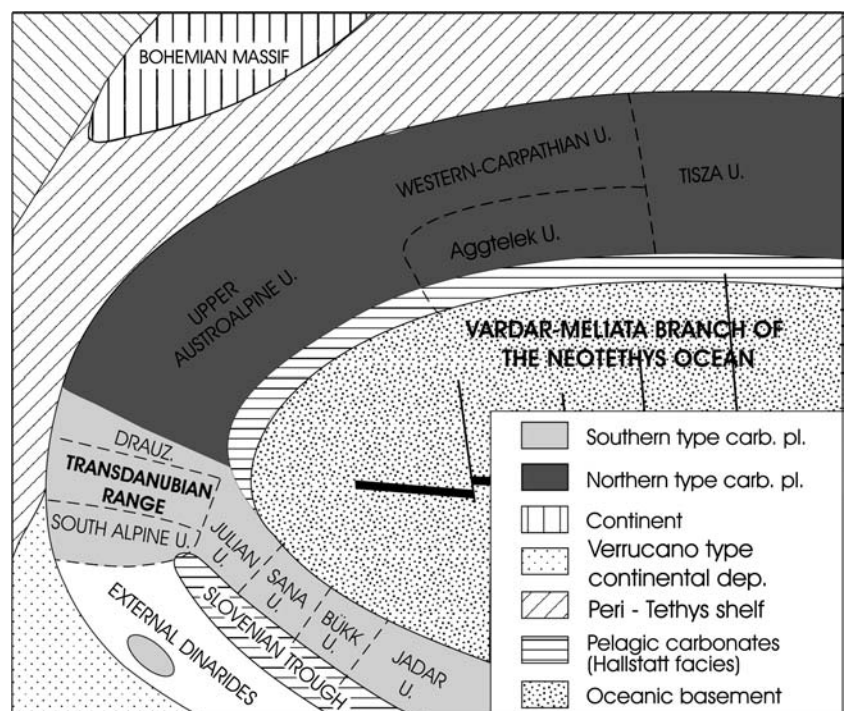 BOHEMIAN MASSIF
WESTERN-CARPATHIAN U.
TISZA U.
Aggtelek U.
UPPER
AUSTROALPINE U.
VARDAR-MELIATA BRANCH OF
THE NEOTETHYS OCEAN
DRAUZ.
TRANSDANUBIAN
RANGE
SOUTH ALPINE U.
JULIAN
U.
SANA
U.
BÜKK
U.
JADAR
U.
SLOVENIAN TROUGH
EXTERNAL DINARIDES
Southern type carb. pl.
Northern type carb. pl.
Continent
Verrucano type
continental dep.
Peri - Tethys shelf
Pelagic carbonates
(Hallstatt facies)
Oceanic basement